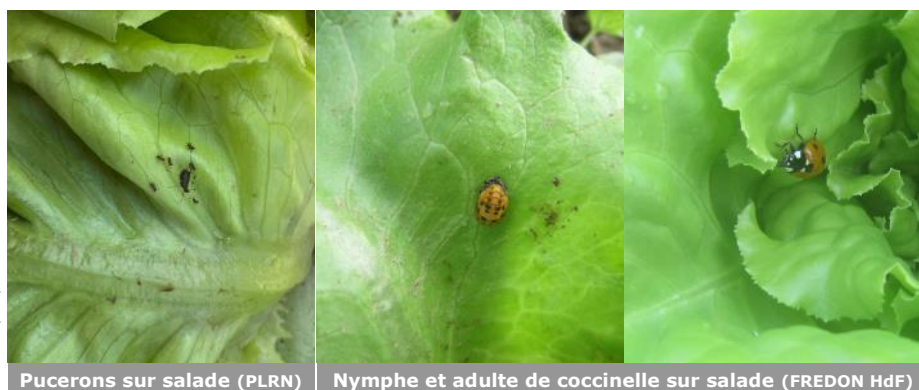 Pucerons sur salade (PLRN)
Nymphe et adulte de coccinelle sur salade (FREDON HdF)